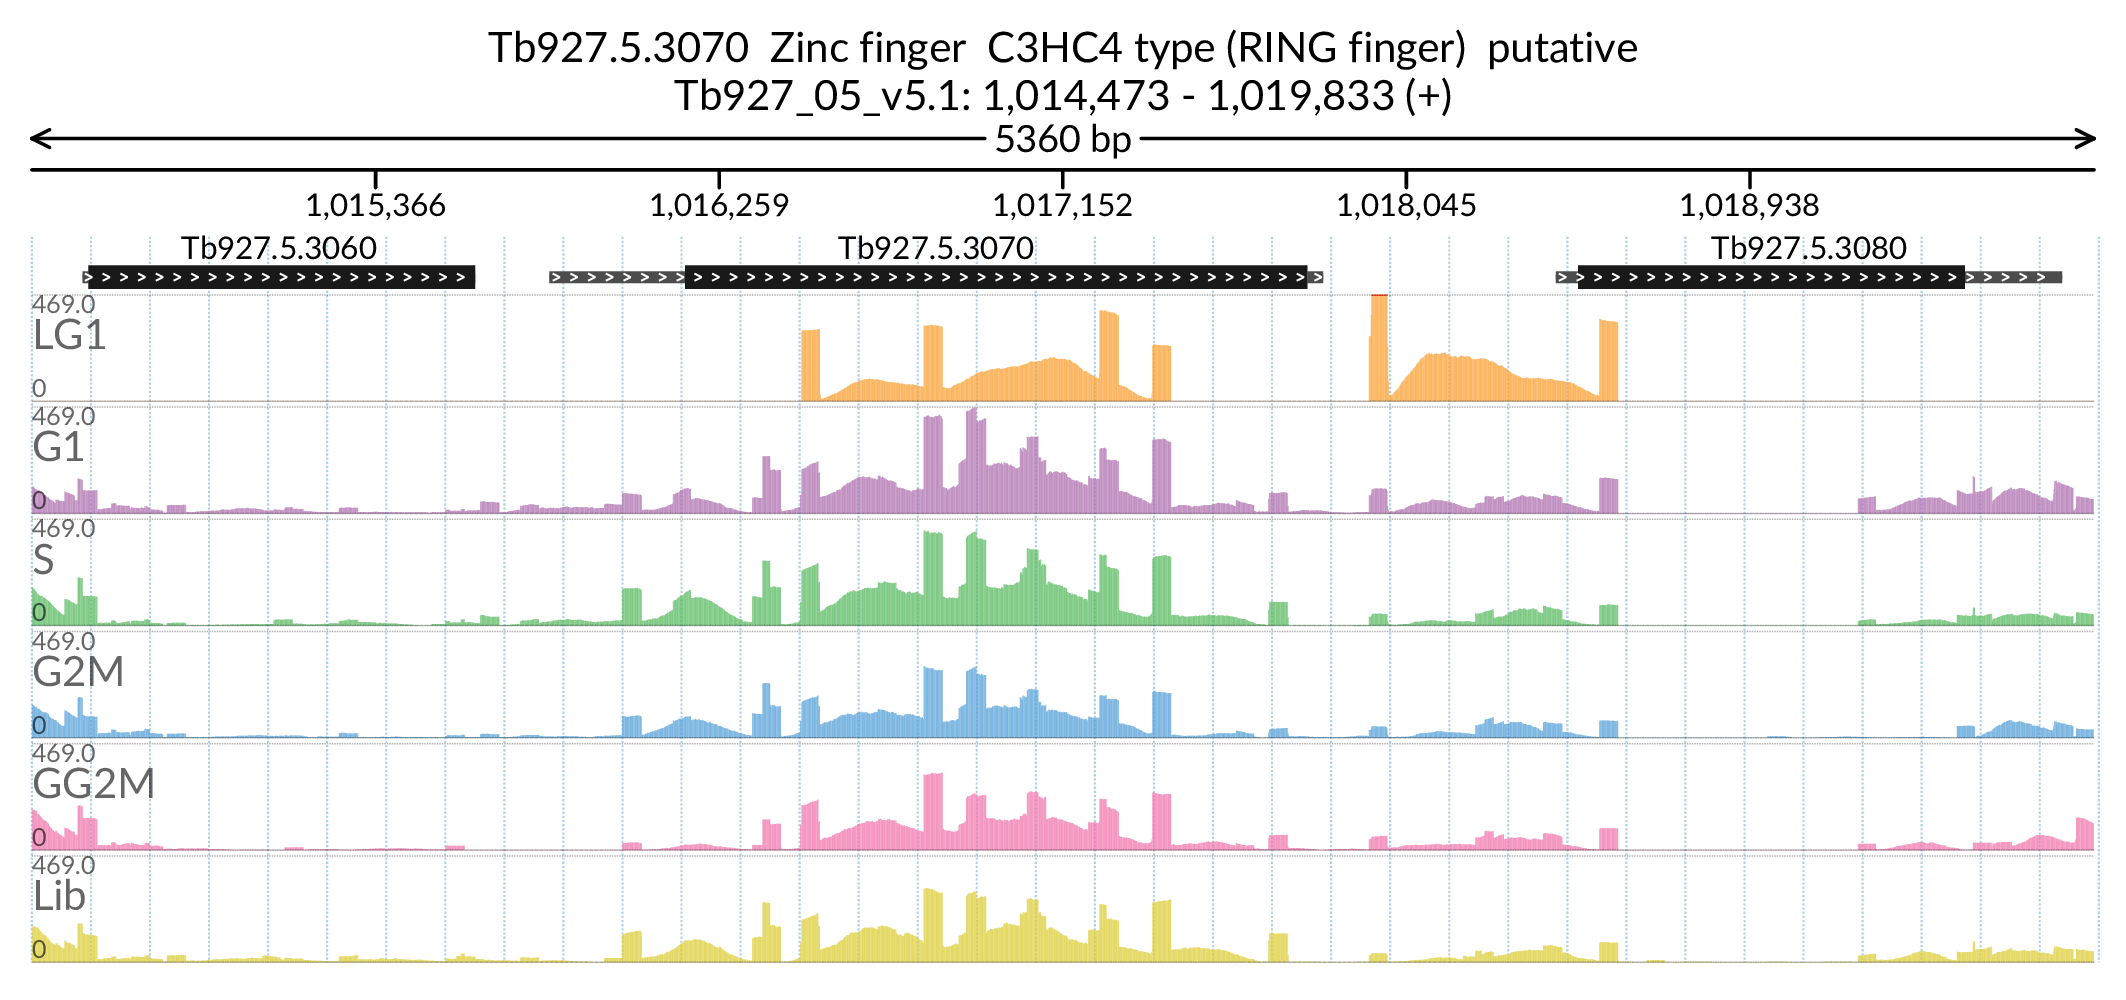 Tb927.5.3070  Zinc finger  C3HC4 type (RING finger)  putative
Tb927_05_v5.1: 1,014,473 - 1,019,833 (+)
5360 bp
1,015,366 1,016,259 1,017,152 1,018,045 1,018,938
Tb927.5.3060 Tb927.5.3070 Tb927.5.3080
469.0
LG1
0
469.0
G1
0
469.0
S
0
469.0
G2M
0
469.0
GG2M
0
469.0
Lib
0